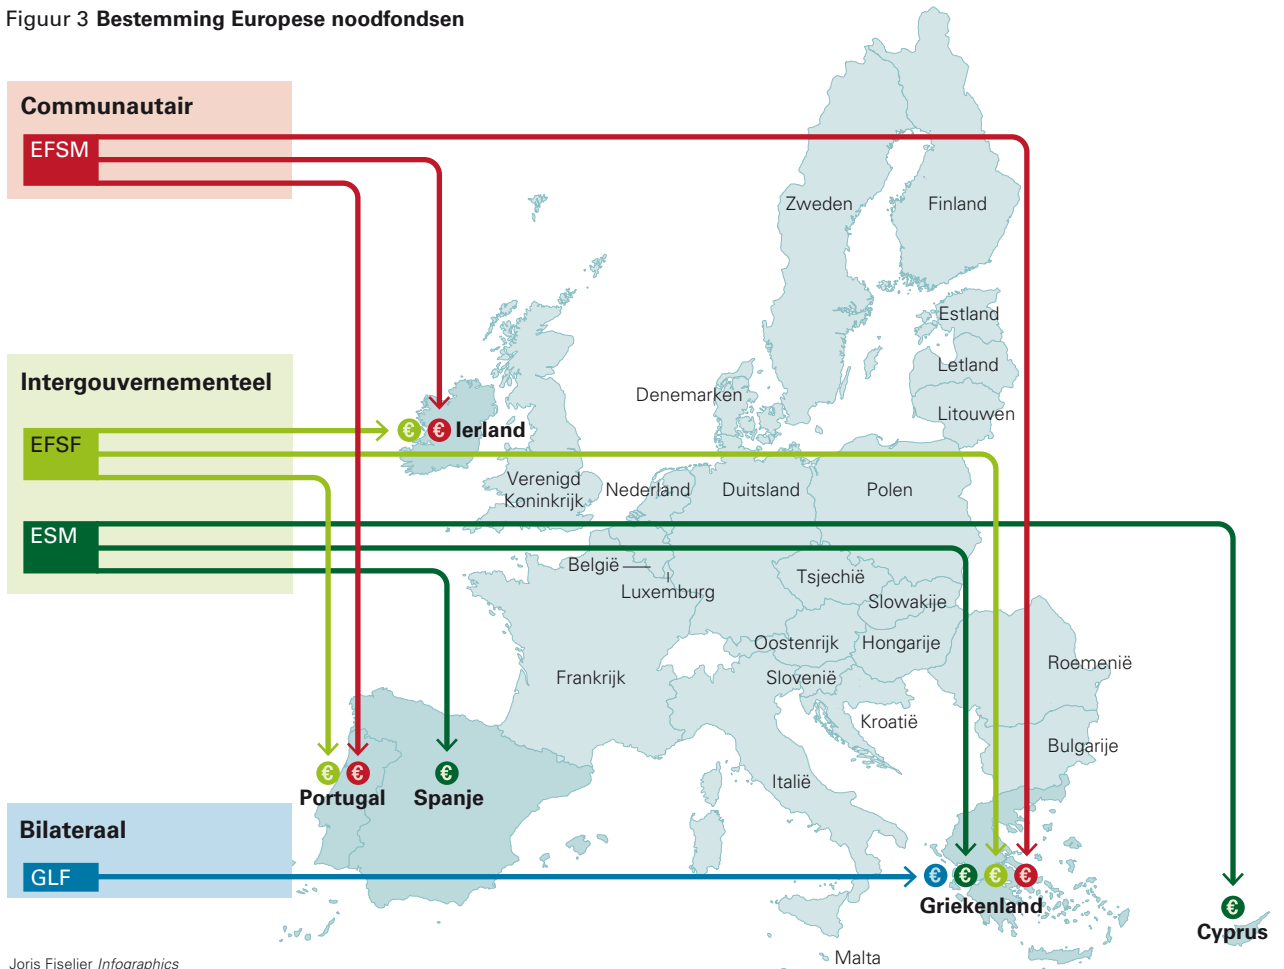 Figuur 3 Bestemming Europese noodfondsen
Communautair
EFSM
Zweden
Finland
Estland
Letland
Denemarken
Litouwen
Intergouvernementeel
EFSF
€ € Ierland
Verenigd
Koninkrijk
Nederland
Duitsland
Polen
ESM
België
Luxemburg
Tsjechië
Slowakije
Oostenrijk
Hongarije
Roemenië
Frankrijk
Slovenië
Kroatië
Bulgarije
€ € €
Portugal
Spanje
Italië
Bilateraal
GLF
€ € € €
Griekenland
€
Cyprus
Malta
Joris Fiselier Infographics